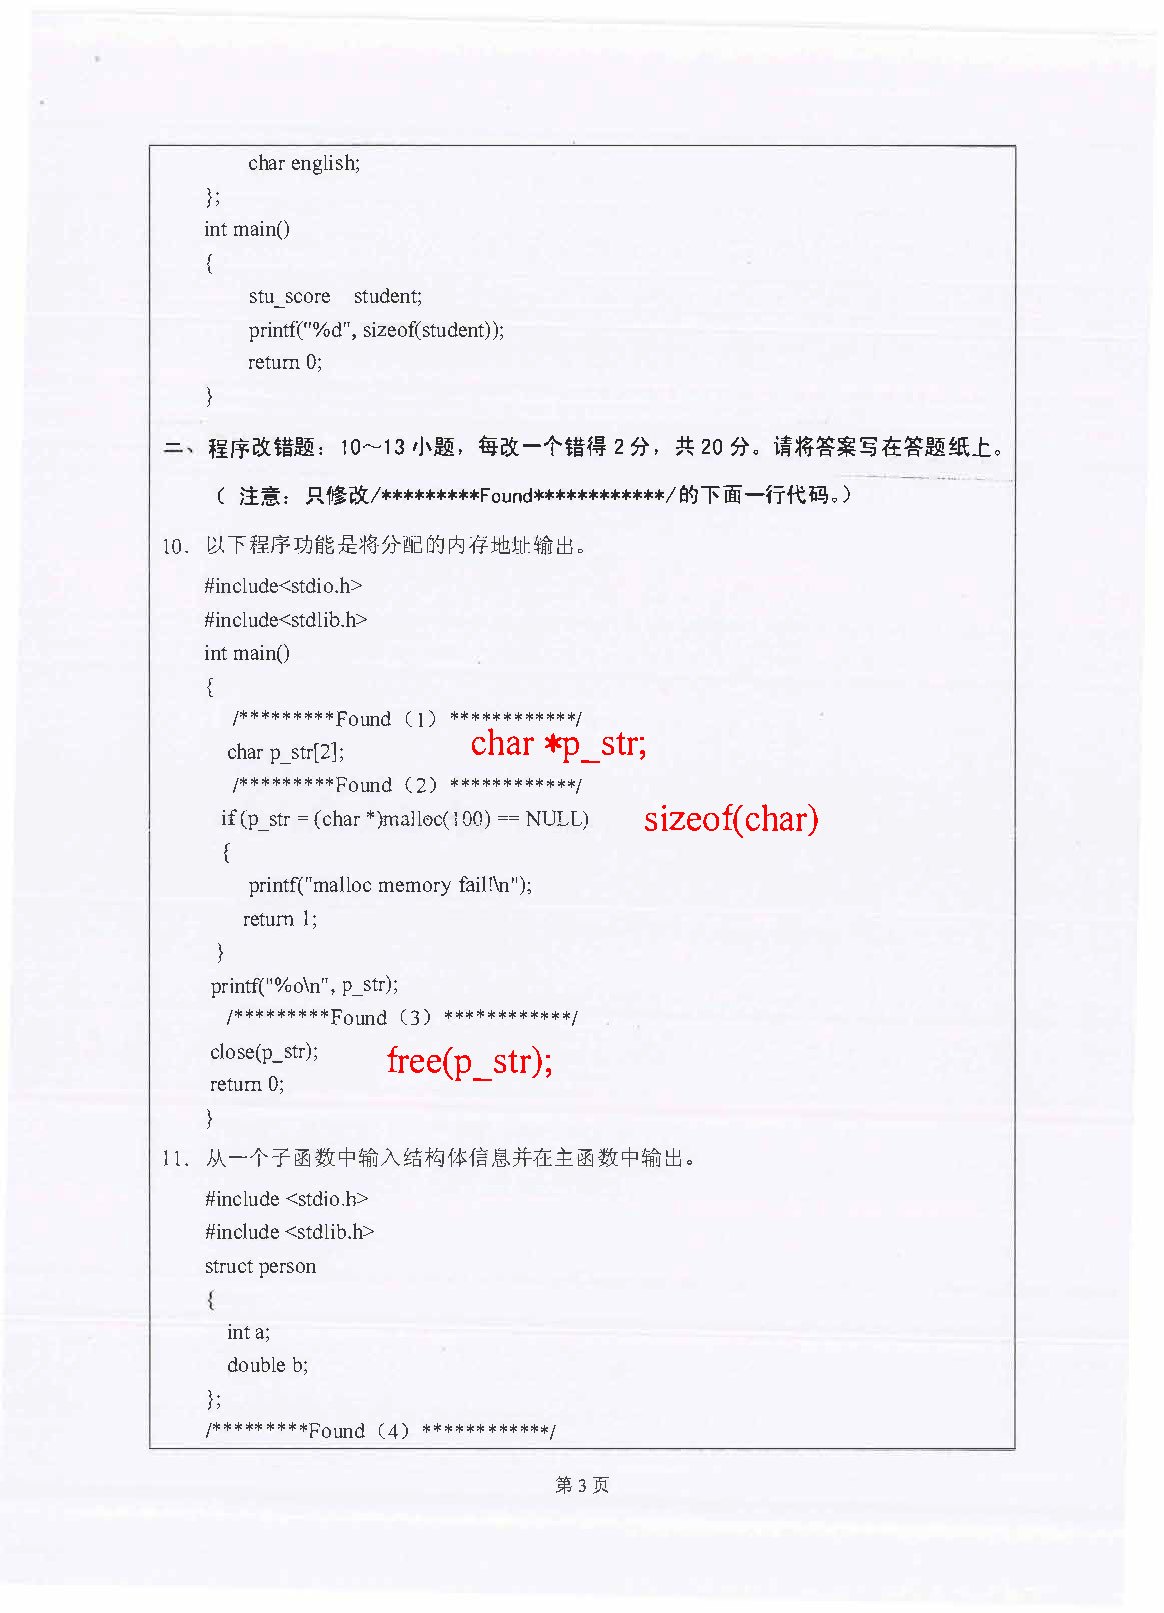 char english;
};
int main()
{
stu_score student;
printf("%d", sizeof(student));
return 0;
}
二、程序改错题：10～13 小题，每改一个错得 2 分，共 20 分。请将答案写在答题纸上。
（ 注意：只修改/*********Found************/的下面一行代码。）
10. 以下程序功能是将分配的内存地址输出。
#include<stdio.h>
#include<stdlib.h>
int main()
{
/*********Found（1）************/
char p_str[2]; char *p_str;
/*********Found（2）************/
if(p_str = (char *)malloc(100) == NULL) sizeof(char)
{
printf("malloc memory fail!\n");
return 1;
}
printf("%o\n", p_str);
/*********Found（3）************/
close(p_str); free(p_str);
return 0;
}
11. 从一个子函数中输入结构体信息并在主函数中输出。
#include <stdio.h>
#include <stdlib.h>
struct person
{
int a;
double b;
};
/*********Found（4）************/
第 3 页